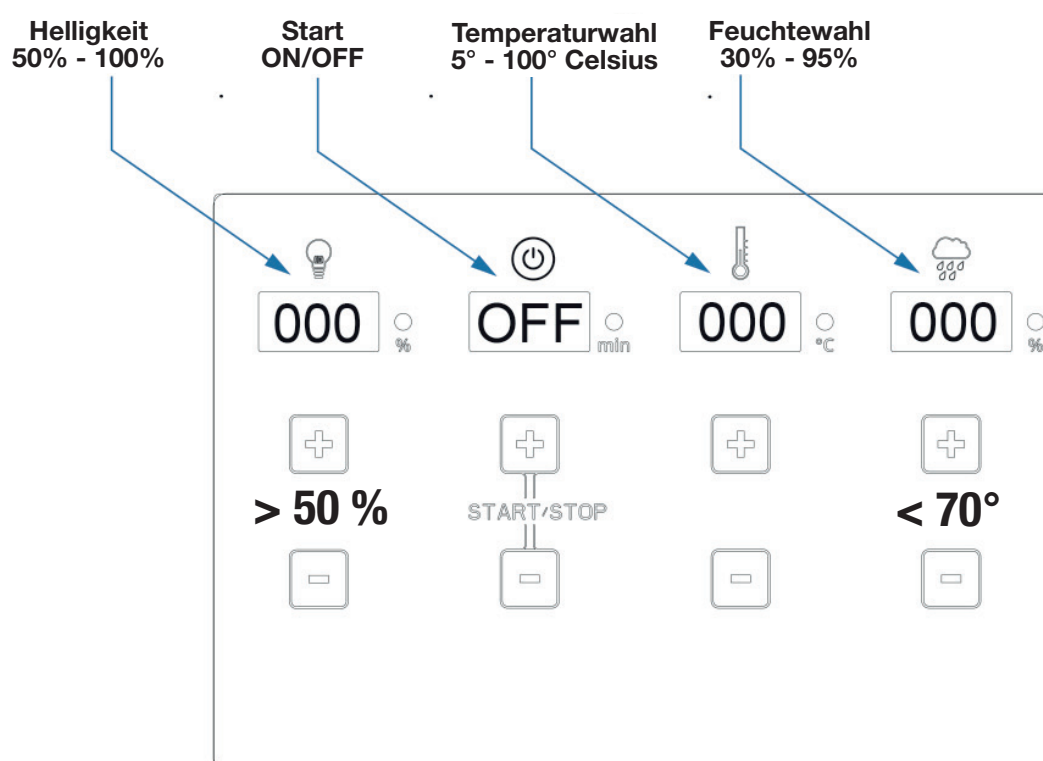 Helligkeit
50% - 100%
Start
ON/OFF
Temperaturwahl
5° - 100° Celsius
Feuchtewahl
30% - 95%
000
%
OFF
min
000
°C
000
%
> 50 %
START/STOP
< 70°